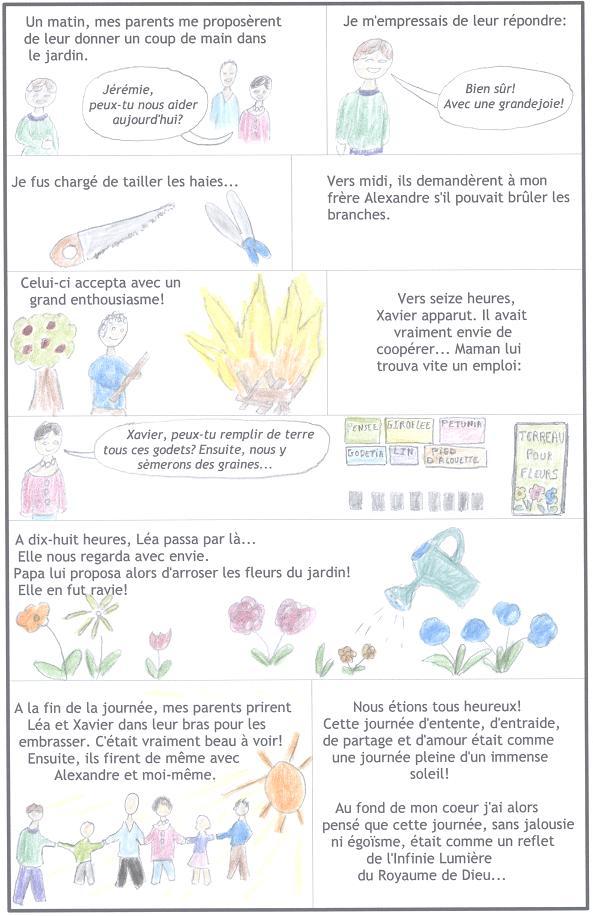 Un matin, mes parents me proposèrent
de leur donner un coup de main dans
le jardin.
Jérémie,
peux-tu nous aider
aujourd'hui?
Je m'empressais de leur répondre:
Bien sûr!
Avec une grandejoie!
Je fus chargé de tailler les haies...
Vers midi, ils demandèrent à mon
frère Alexandre s'il pouvait brûler les
branches.
Celui-ci accepta avec un
grand enthousiasme!
Vers seize heures,
Xavier apparut. Il avait
vraiment envie de
coopérer... Maman lui
trouva vite un emploi:
Xavier, peux-tu remplir de terre
tous ces godets? Ensuite, nous y
sèmerons des graines...
PENSEE GIROFLEE PETUNIA
GODETIA LIN PIED
D'ALOUETTE
TERREAU
POUR
FLEURS
A dix-huit heures, Léa passa par là...
Elle nous regarda avec envie.
Papa lui proposa alors d'arroser les fleurs du jardin!
Elle en fut ravie!
A la fin de la journée, mes parents prirent
Léa et Xavier dans leur bras pour les
embrasser. C'était vraiment beau à voir!
Ensuite, ils firent de même avec
Alexandre et moi-même.
Nous étions tous heureux!
Cette journée d'entente, d'entraide,
de partage et d'amour était comme
une journée pleine d'un immense
soleil!
Au fond de mon coeur j'ai alors
pensé que cette journée, sans jalousie
ni égoïsme, était comme un reflet
de l'Infinie Lumière
du Royaume de Dieu...